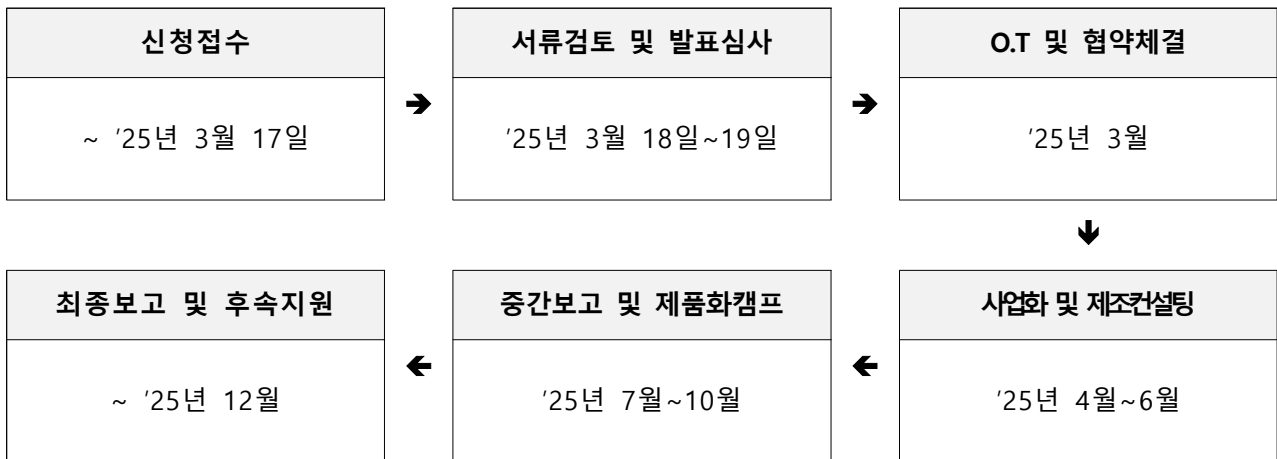 신청접수
~ '25년 3월 17일
➔
서류검토 및 발표심사
'25년 3월 18일~19일
➔
O.T 및 협약체결
'25년 3월
사업화 및 제조컨설팅
'25년 4월~6월
중간보고 및 제품화캠프
'25년 7월~10월
최종보고 및 후속지원
~ '25년 12월